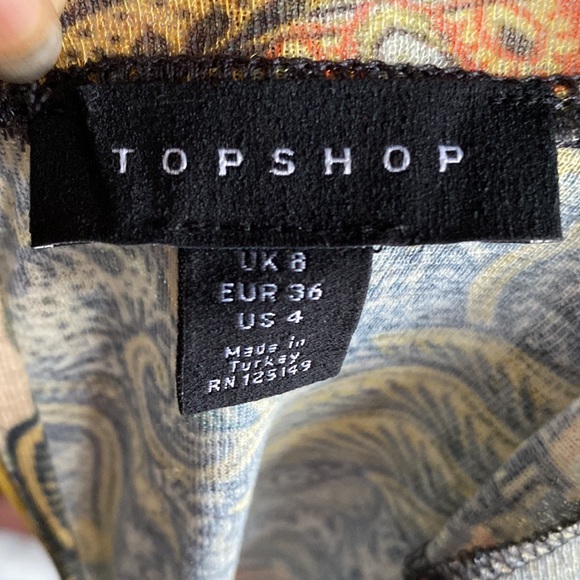 TOPSHOP
UK 8
EUR 36
US 4
Made in
Turkey
RN 125149